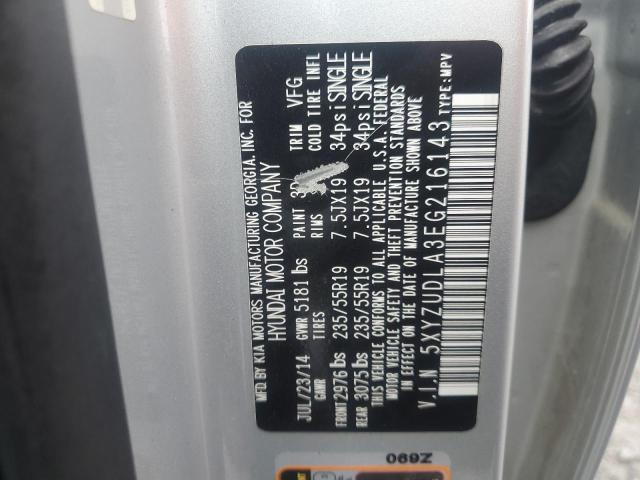 MFD.BY KIA MOTORS MANUFACTURING GEORGIA, INC. FOR
HYUNDAI MOTOR COMPANY
JUL/23/14 GVWR 5181 lbs PAINT TRIM VFG
GAWR TIRES RIMS COLD TIRE INFL
FRONT 2976 lbs 235/55R19 7.5JX19 34psi SINGLE
REAR 3075 lbs 235/55R19 7.5JX19 34psi SINGLE
THIS VEHICLE CONFORMS TO ALL APPLICABLE U.S.A. FEDERAL
MOTOR VEHICLE SAFETY AND THEFT PREVENTION STANDARDS
IN EFFECT ON THE DATE OF MANUFACTURE SHOWN ABOVE
V.I.N 5XYZUDLA3EG216143 TYPE:MPV
069Z